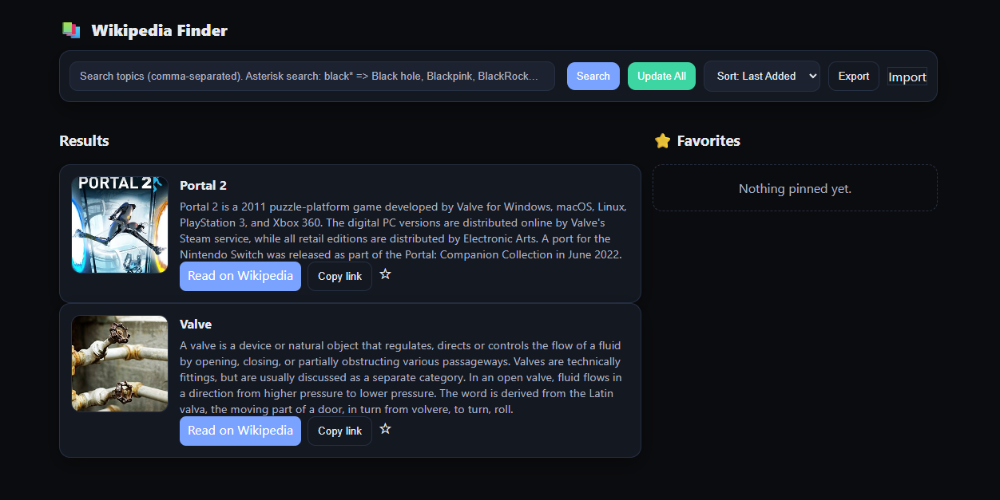 Wikipedia Finder
Search topics (comma-separated). Asterisk search: black* => Black hole, Blackpink, BlackRock...
Search
Update All
Sort: Last Added
Export
Import
Results
PORTAL 2
Portal 2
Portal 2 is a 2011 puzzle-platform game developed by Valve for Windows, macOS, Linux,
PlayStation 3, and Xbox 360. The digital PC versions are distributed online by Valve's
Steam service, while all retail editions are distributed by Electronic Arts. A port for the
Nintendo Switch was released as part of the Portal: Companion Collection in June 2022.
Read on Wikipedia
Copy link
Valve
A valve is a device or natural object that regulates, directs or controls the flow of a fluid
by opening, closing, or partially obstructing various passageways. Valves are technically
fittings, but are usually discussed as a separate category. In an open valve, fluid flows in
a direction from higher pressure to lower pressure. The word is derived from the Latin
valva, the moving part of a door, in turn from volvere, to turn, roll.
Read on Wikipedia
Copy link
Favorites
Nothing pinned yet.